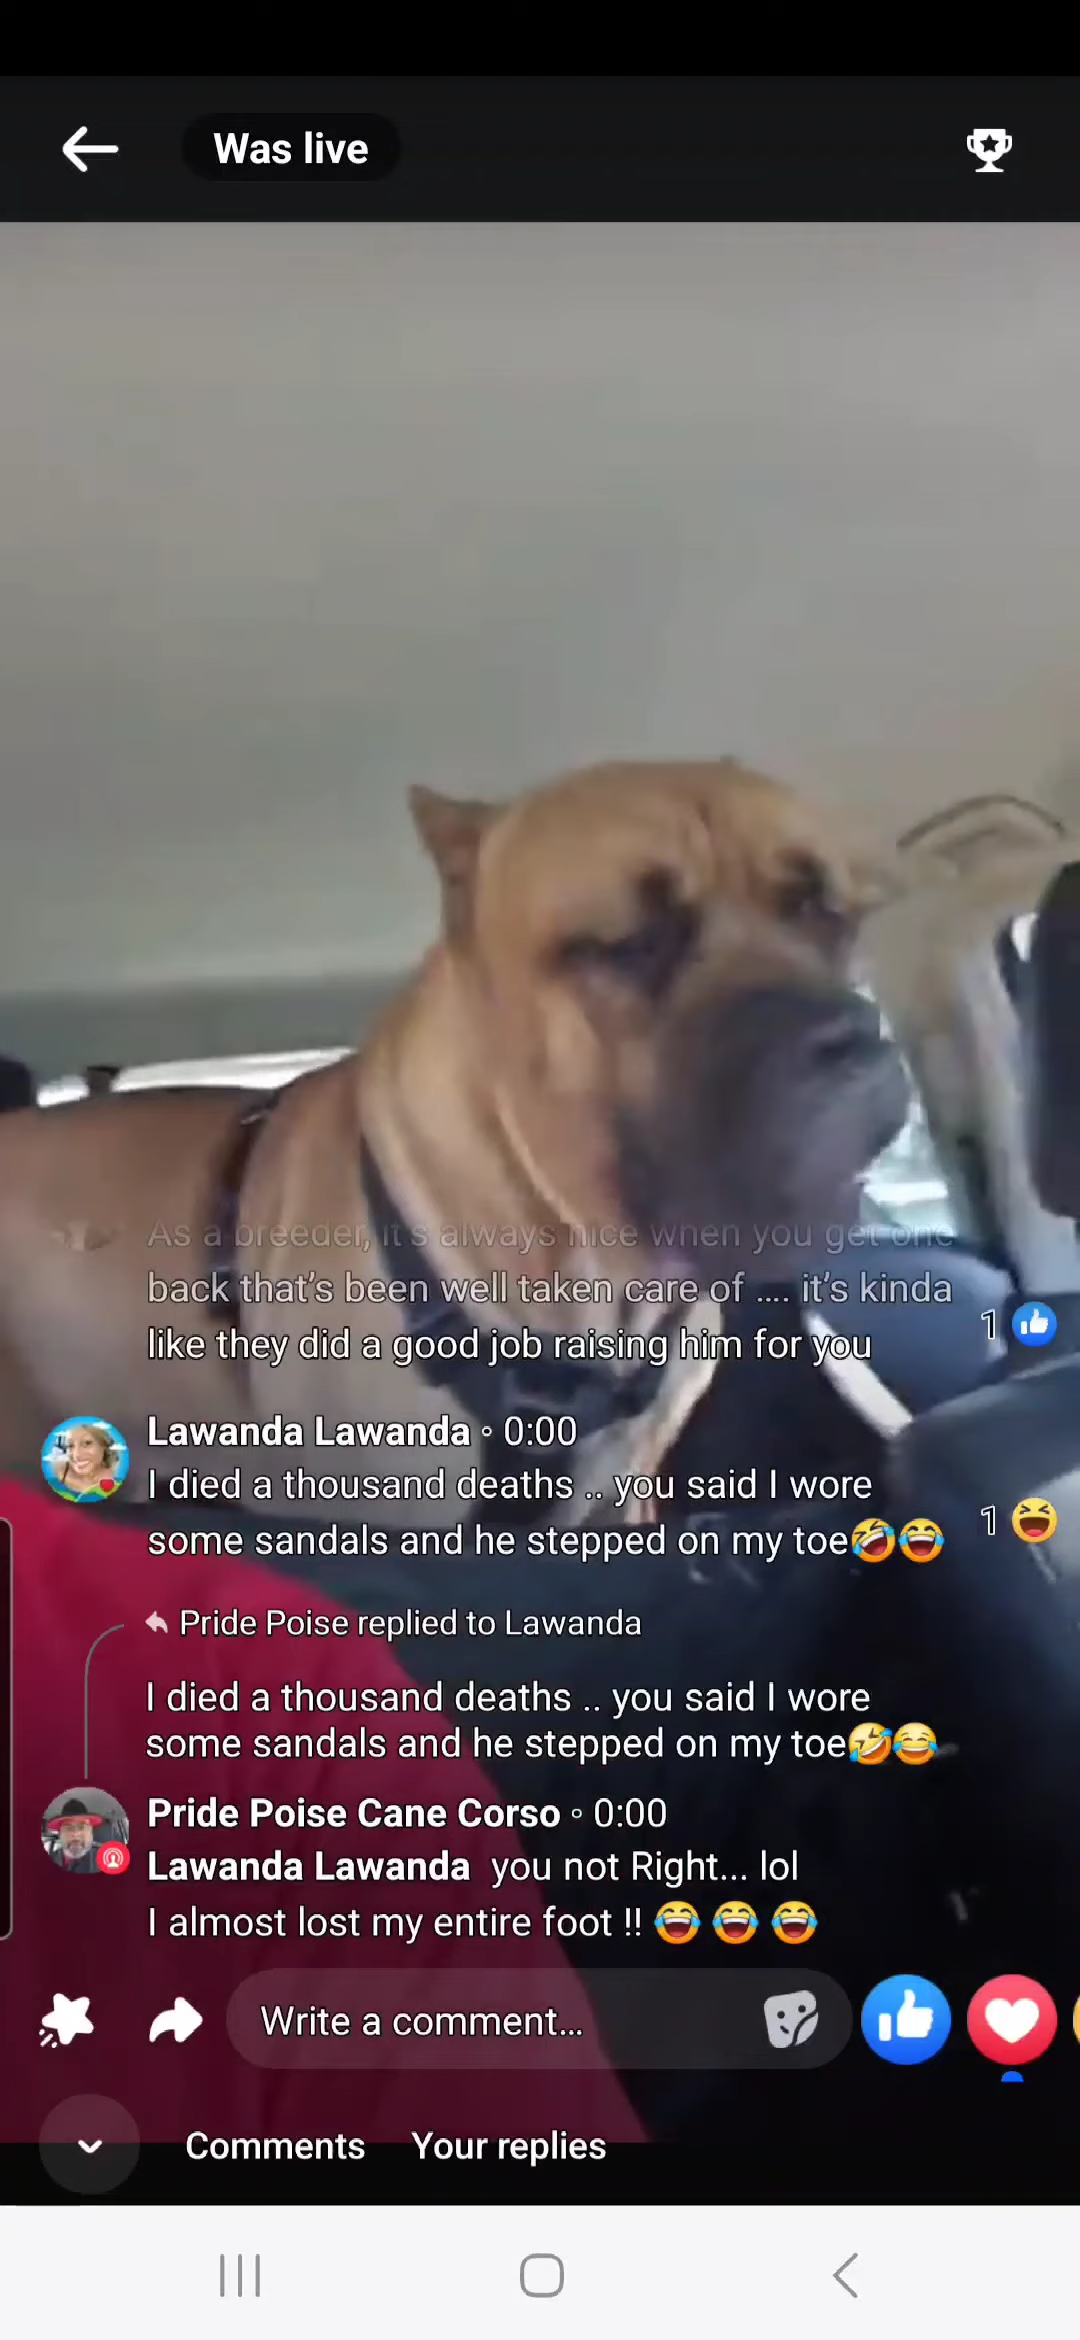 Was live
As a breeder, it's always nice when you get one
back that's been well taken care of .... it's kinda
like they did a good job raising him for you
1
Lawanda Lawanda • 0:00
I died a thousand deaths .. you said I wore
some sandals and he stepped on my toe🤣😂
1
Pride Poise replied to Lawanda
I died a thousand deaths .. you said I wore
some sandals and he stepped on my toe🤣😂
Pride Poise Cane Corso • 0:00
Lawanda Lawanda you not Right... lol
I almost lost my entire foot !! 😂 😂 😂
Write a comment...
Comments
Your replies